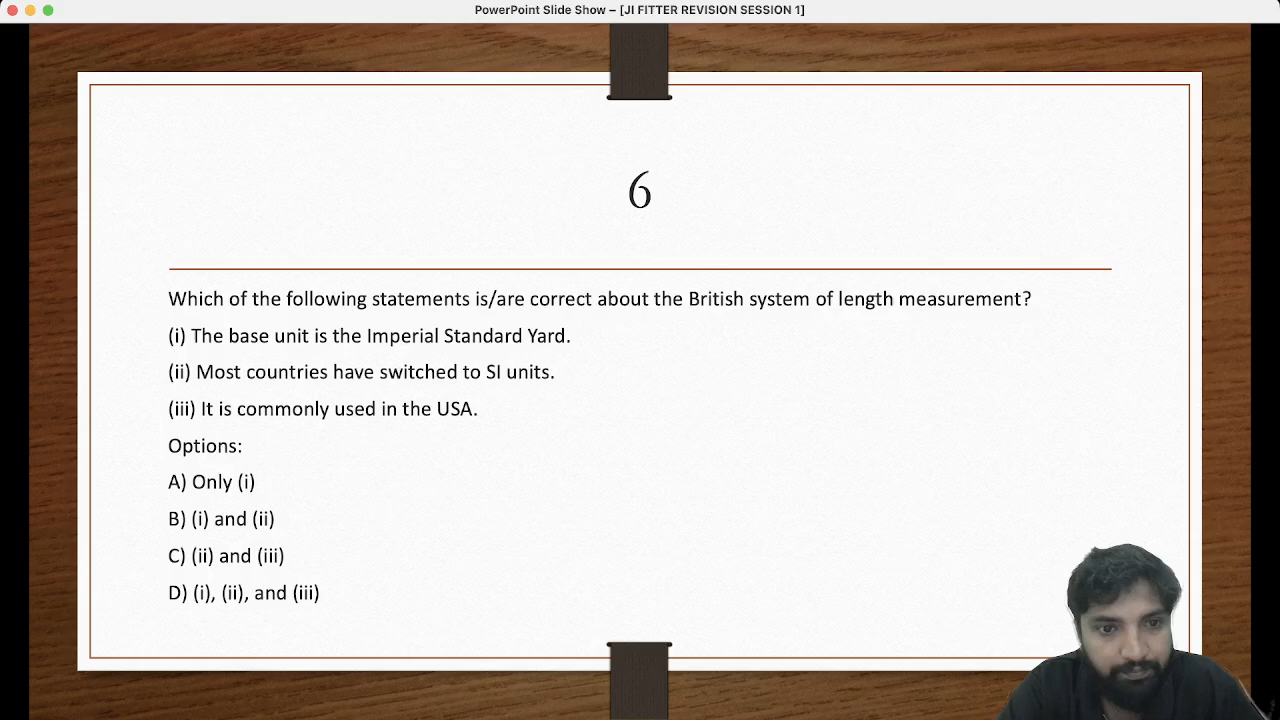 PowerPoint Slide Show – [JI FITTER REVISION SESSION 1]
6
Which of the following statements is/are correct about the British system of length measurement?
(i) The base unit is the Imperial Standard Yard.
(ii) Most countries have switched to SI units.
(iii) It is commonly used in the USA.
Options:
A) Only (i)
B) (i) and (ii)
C) (ii) and (iii)
D) (i), (ii), and (iii)